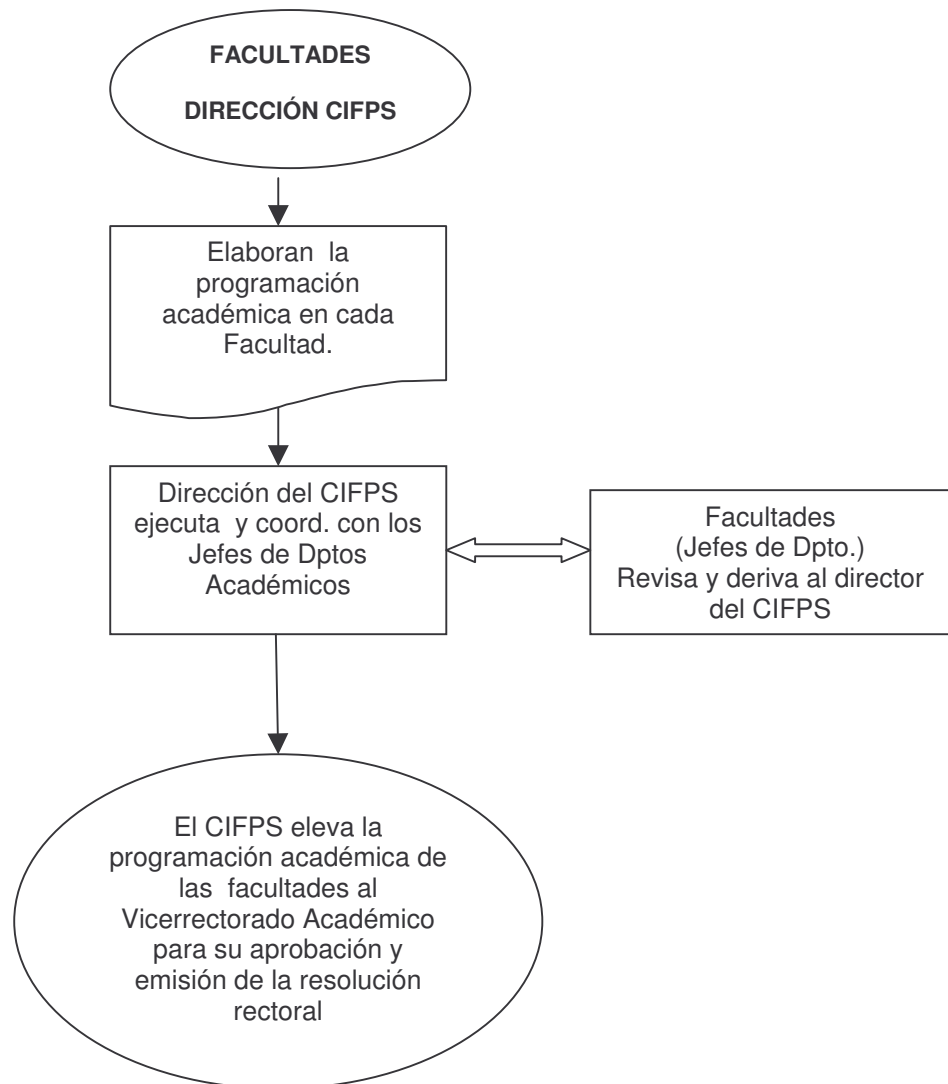 FACULTADES
DIRECCIÓN CIFPS
Elaboran la
programación
académica en cada
Facultad.
Dirección del CIFPS
ejecuta y coord. con los
Jefes de Dptos
Académicos
Facultades
(Jefes de Dpto.)
Revisa y deriva al director
del CIFPS
El CIFPS eleva la
programación académica de
las facultades al
Vicerrectorado Académico
para su aprobación y
emisión de la resolución
rectoral